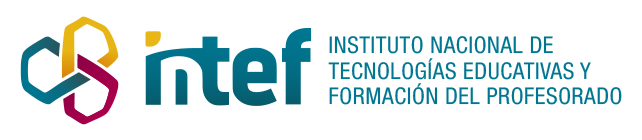 intef
INSTITUTO NACIONAL DE
TECNOLOGÍAS EDUCATIVAS Y
FORMACIÓN DEL PROFESORADO